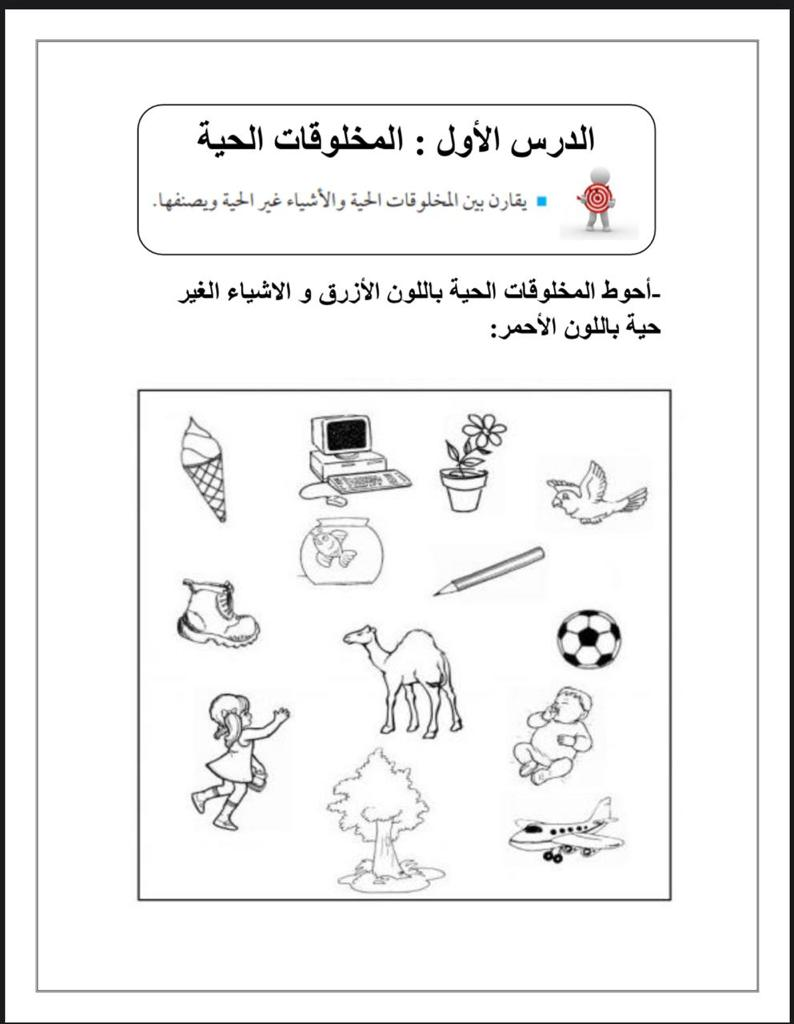 الدرس الأول : المخلوقات الحية
▪ يقارن بين المخلوقات الحية والأشياء غير الحية ويصنفها.
-أحوط المخلوقات الحية باللون الأزرق و الاشياء الغير
حية باللون الأحمر: